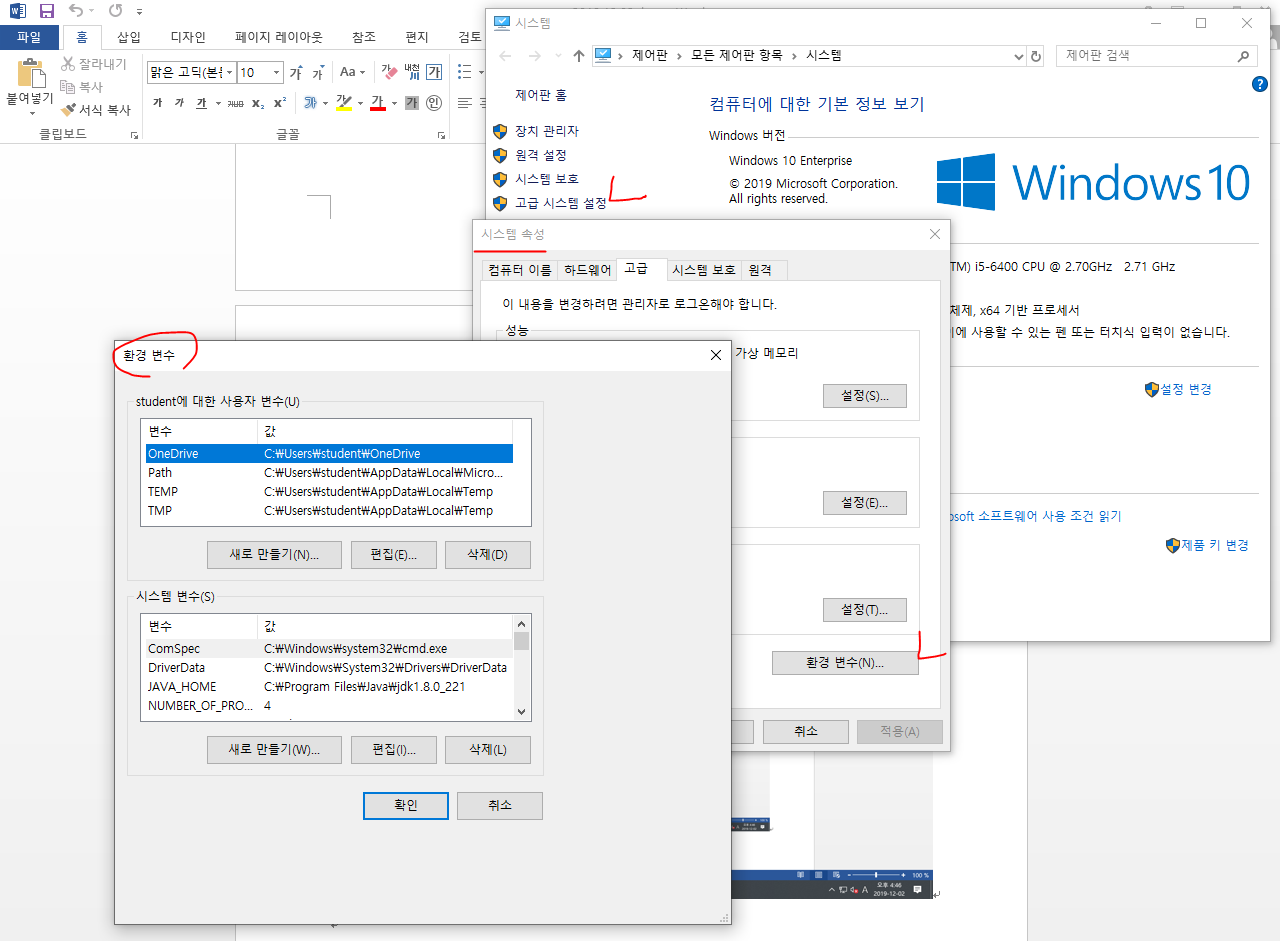 파일 홈 삽입 디자인 페이지 레이아웃 참조 편지 검토
붙여넣기
잘라내기
복사
서식 복사
클립보드
맑은 고딕(본문 10 가 가 Aa 가
가 가 가 abc x₂ x² 가 가 가 가
글꼴
시스템
제어판 › 모든 제어판 항목 › 시스템
제어판 검색
제어판 홈
장치 관리자
원격 설정
시스템 보호
고급 시스템 설정
컴퓨터에 대한 기본 정보 보기
Windows 버전
Windows 10 Enterprise
© 2019 Microsoft Corporation.
All rights reserved.
Windows 10
TM) i5-6400 CPU @ 2.70GHz 2.71 GHz
체제, x64 기반 프로세서
에 사용할 수 있는 펜 또는 터치식 입력이 없습니다.
설정 변경
osoft 소프트웨어 사용 조건 읽기
제품 키 변경
시스템 속성
컴퓨터 이름 하드웨어 고급 시스템 보호 원격
이 내용을 변경하려면 관리자로 로그온해야 합니다.
성능
가상 메모리
설정(S)...
설정(E)...
설정(T)...
환경 변수(N)...
취소 적용(A)
환경 변수
student에 대한 사용자 변수(U)
변수 값
OneDrive C:₩Users₩student₩OneDrive
Path C:₩Users₩student₩AppData₩Local₩Micro...
TEMP C:₩Users₩student₩AppData₩Local₩Temp
TMP C:₩Users₩student₩AppData₩Local₩Temp
새로 만들기(N)... 편집(E)... 삭제(D)
시스템 변수(S)
변수 값
ComSpec C:₩Windows₩system32₩cmd.exe
DriverData C:₩Windows₩System32₩Drivers₩DriverData
JAVA_HOME C:₩Program Files₩Java₩jdk1.8.0_221
NUMBER_OF_PRO... 4
새로 만들기(W)... 편집(I)... 삭제(L)
확인 취소
100 %
A 오후 4:46
2019-12-02